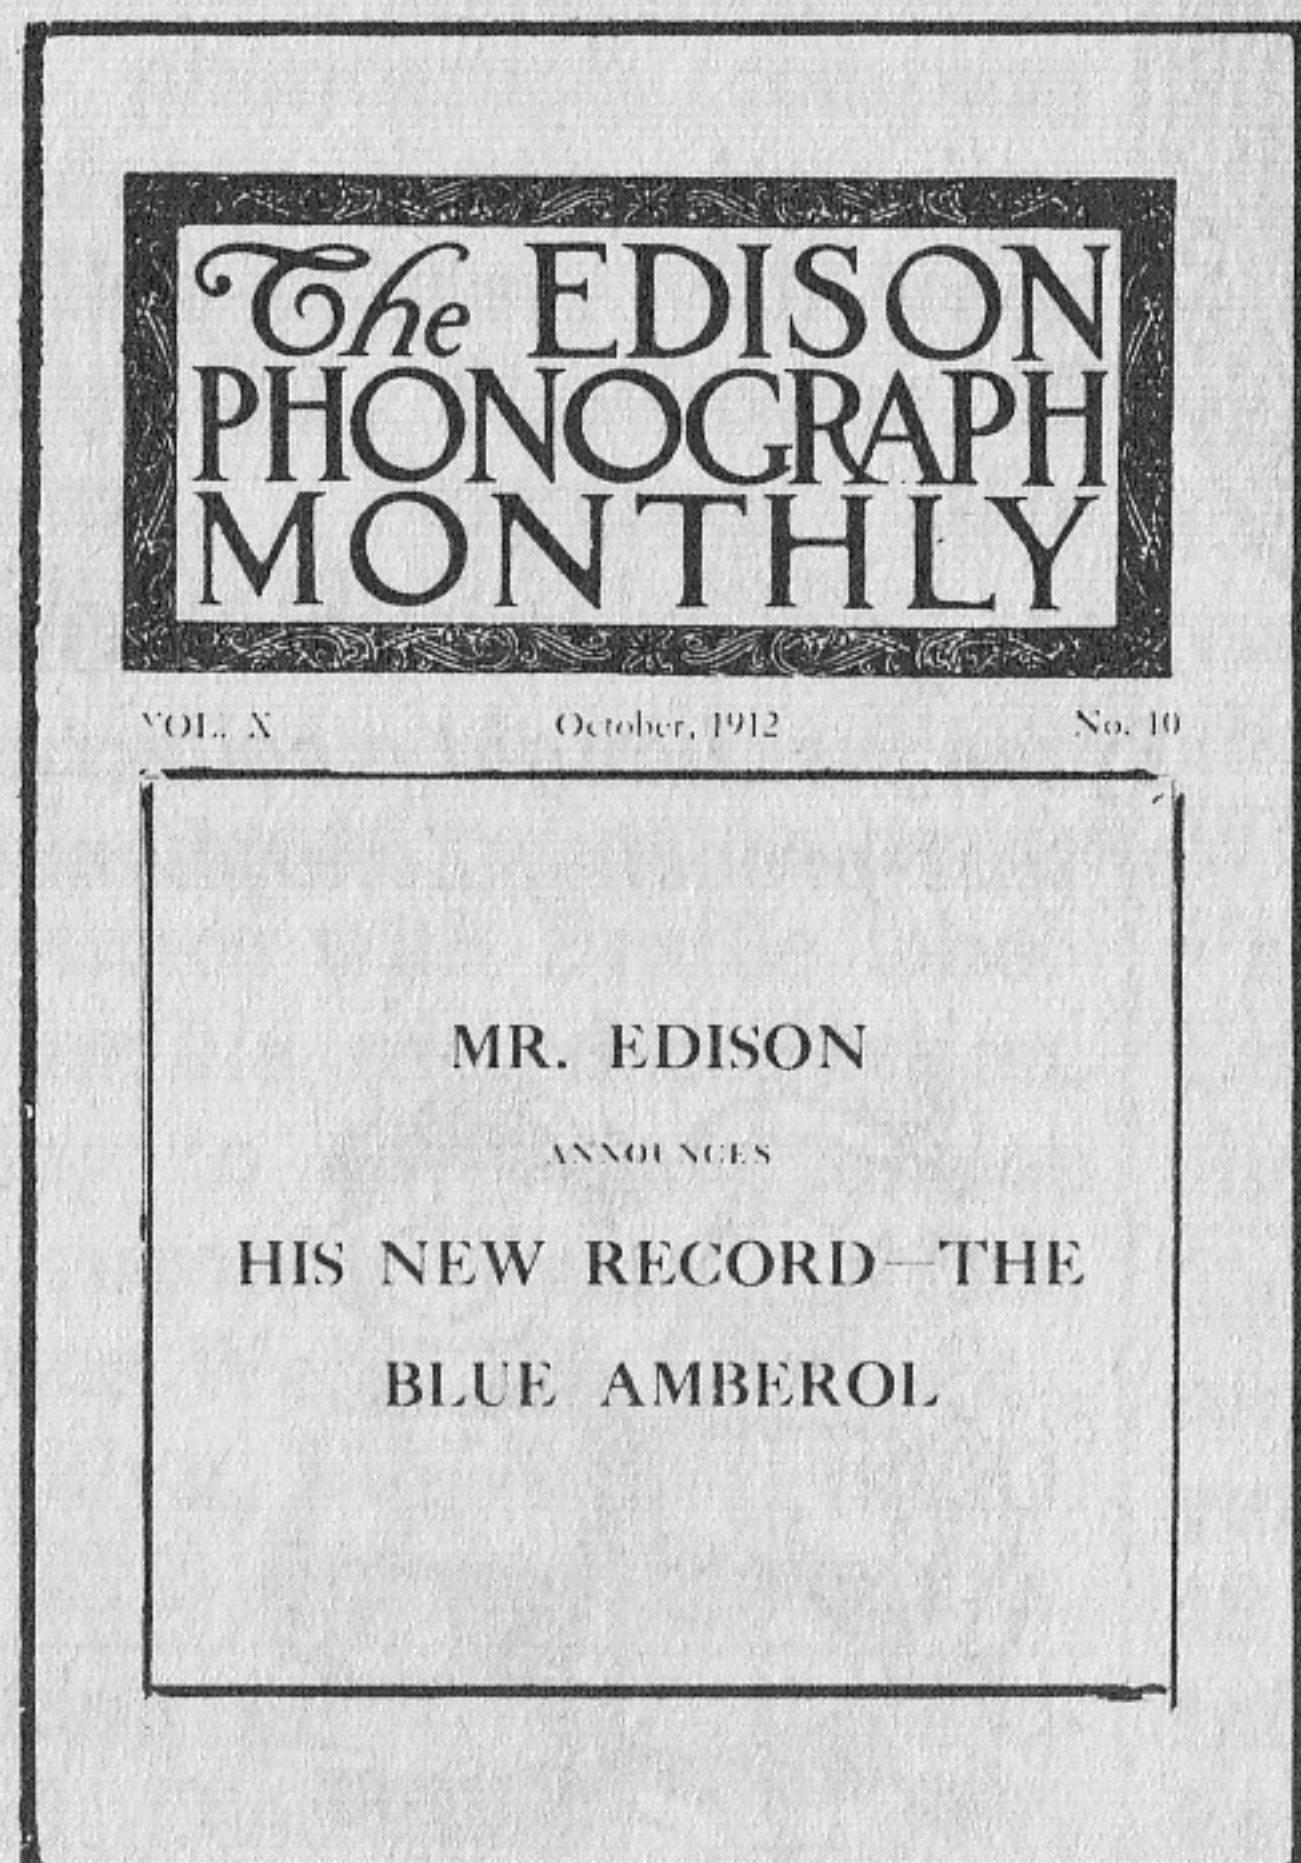 The EDISON
PHONOGRAPH
MONTHLY
VOL. X October, 1912 No. 10
MR. EDISON
ANNOUNCES
HIS NEW RECORD—THE
BLUE AMBEROL